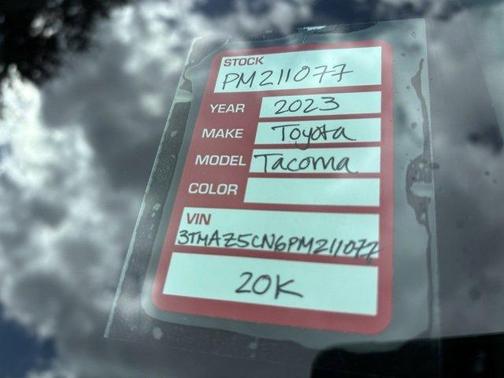 STOCK
PM211077
YEAR 2023
MAKE Toyota
MODEL Tacoma
COLOR
VIN
3TMAZ5CN6PM211077
20K